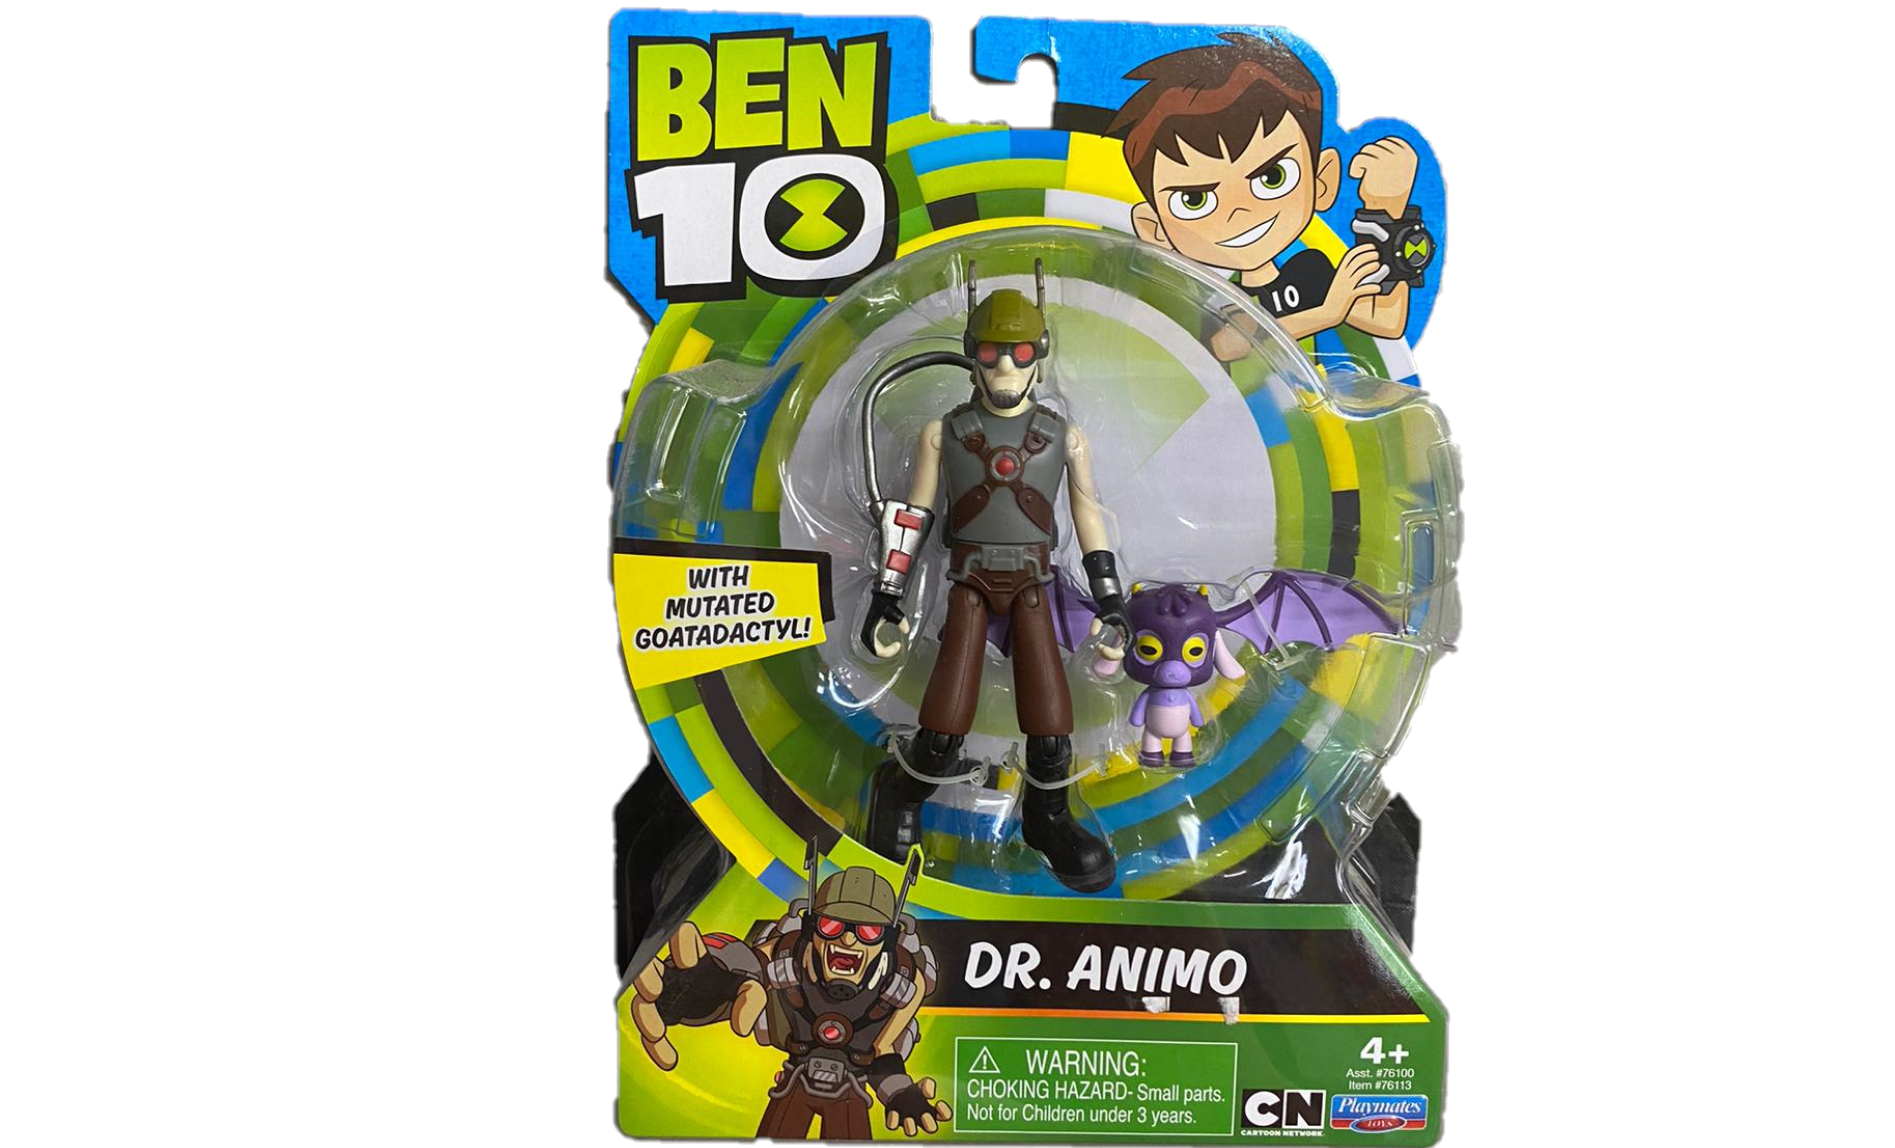 BEN
10
10
WITH
MUTATED
GOATADACTYL!
DR. ANIMO
WARNING:
CHOKING HAZARD- Small parts.
Not for Children under 3 years.
4+
Asst. #76100
Item #76113
CN
CARTOON NETWORK
Playmates
TOYS